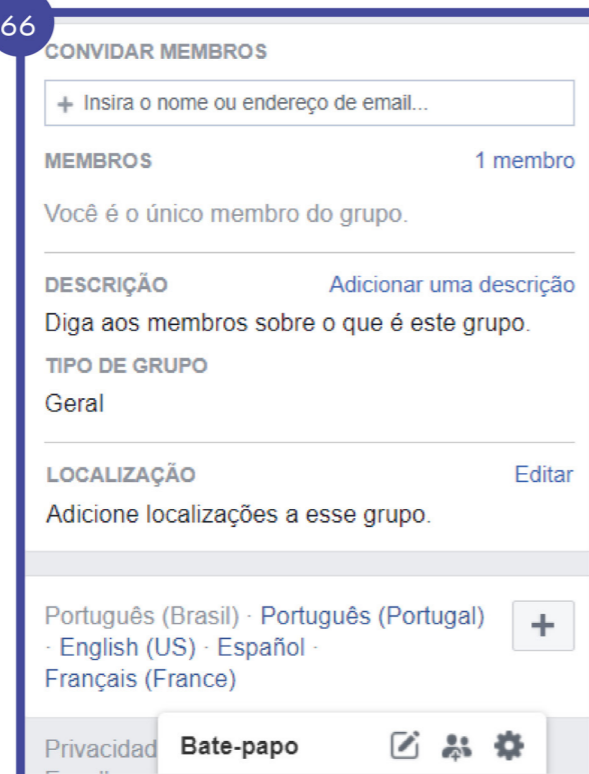 66
CONVIDAR MEMBROS
+ Insira o nome ou endereço de email...
MEMBROS 1 membro
Você é o único membro do grupo.
DESCRIÇÃO Adicionar uma descrição
Diga aos membros sobre o que é este grupo.
TIPO DE GRUPO
Geral
LOCALIZAÇÃO Editar
Adicione localizações a esse grupo.
Português (Brasil) · Português (Portugal)
· English (US) · Español ·
Français (France)
+
Privacidad
Bate-papo